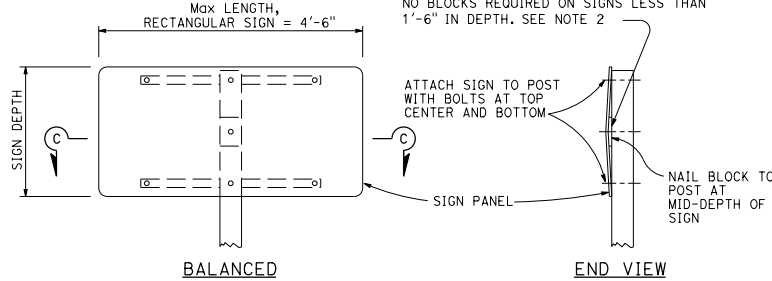 Max LENGTH,
RECTANGULAR SIGN = 4'-6"
NO BLOCKS REQUIRED ON SIGNS LESS THAN
1'-6" IN DEPTH. SEE NOTE 2
SIGN DEPTH
C
C
ATTACH SIGN TO POST
WITH BOLTS AT TOP
CENTER AND BOTTOM
SIGN PANEL
NAIL BLOCK TO
POST AT
MID-DEPTH OF
SIGN
BALANCED
END VIEW